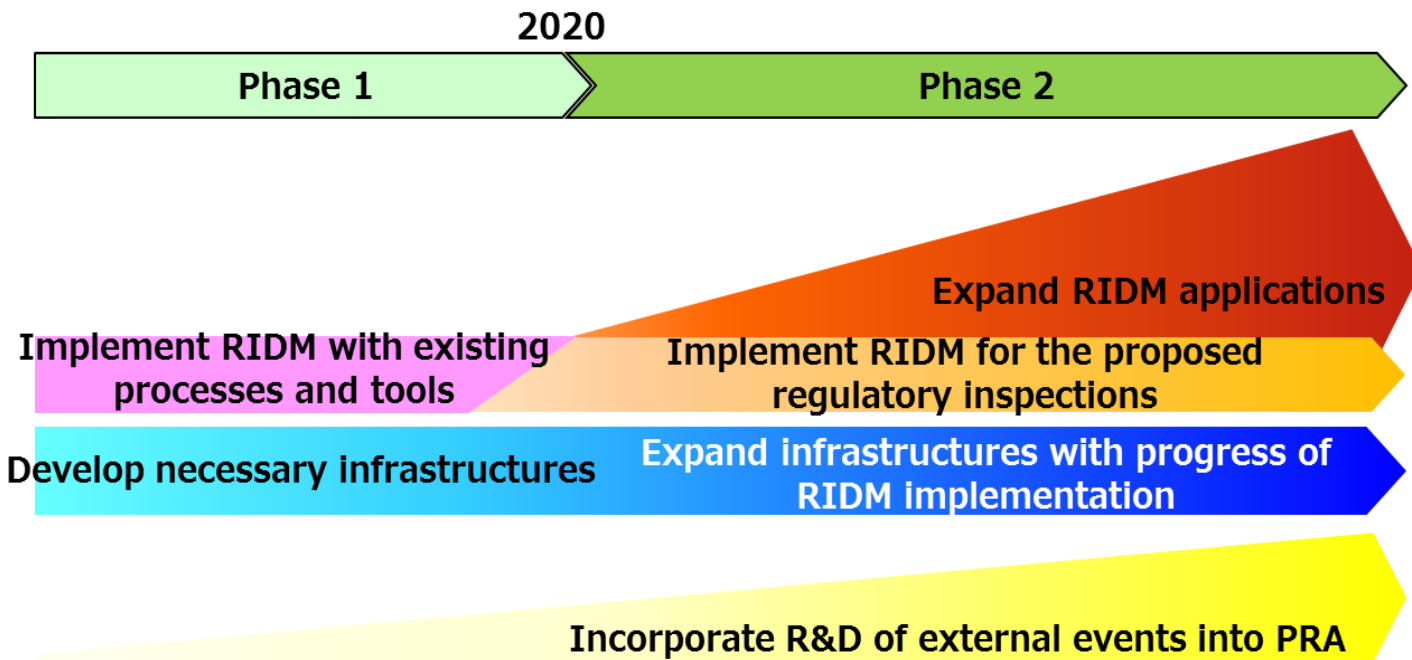 2020
Phase 1
Phase 2
Expand RIDM applications
Implement RIDM with existing
processes and tools
Implement RIDM for the proposed
regulatory inspections
Develop necessary infrastructures
Expand infrastructures with progress of
RIDM implementation
Incorporate R&D of external events into PRA